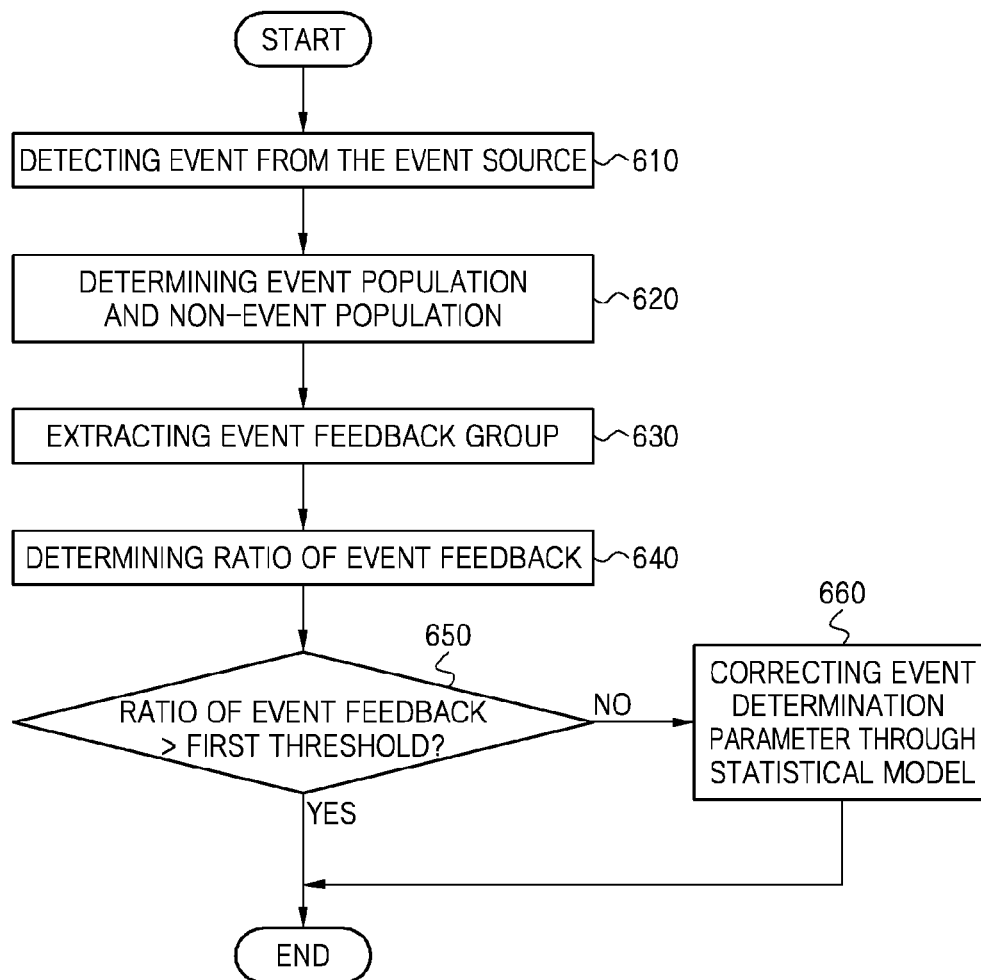 START
DETECTING EVENT FROM THE EVENT SOURCE
610
DETERMINING EVENT POPULATION
AND NON-EVENT POPULATION
620
EXTRACTING EVENT FEEDBACK GROUP
630
DETERMINING RATIO OF EVENT FEEDBACK
640
650
RATIO OF EVENT FEEDBACK
> FIRST THRESHOLD?
NO
YES
660
CORRECTING EVENT
DETERMINATION
PARAMETER THROUGH
STATISTICAL MODEL
END